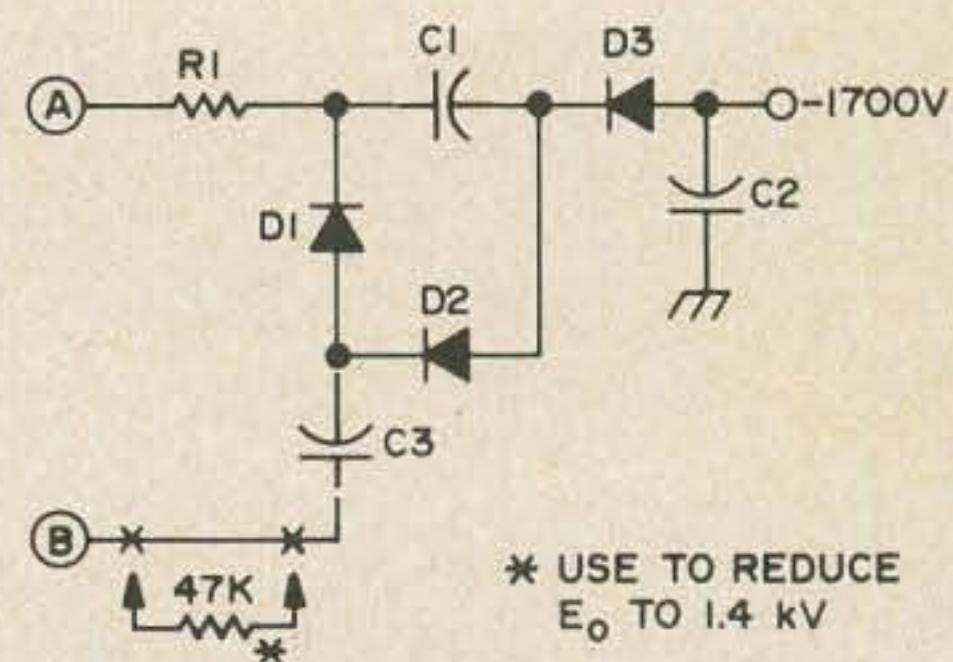 R1
C1
D3
A
-1700V
C2
D1
D2
C3
B
47K
*
* USE TO REDUCE
E₀ TO 1.4 kV